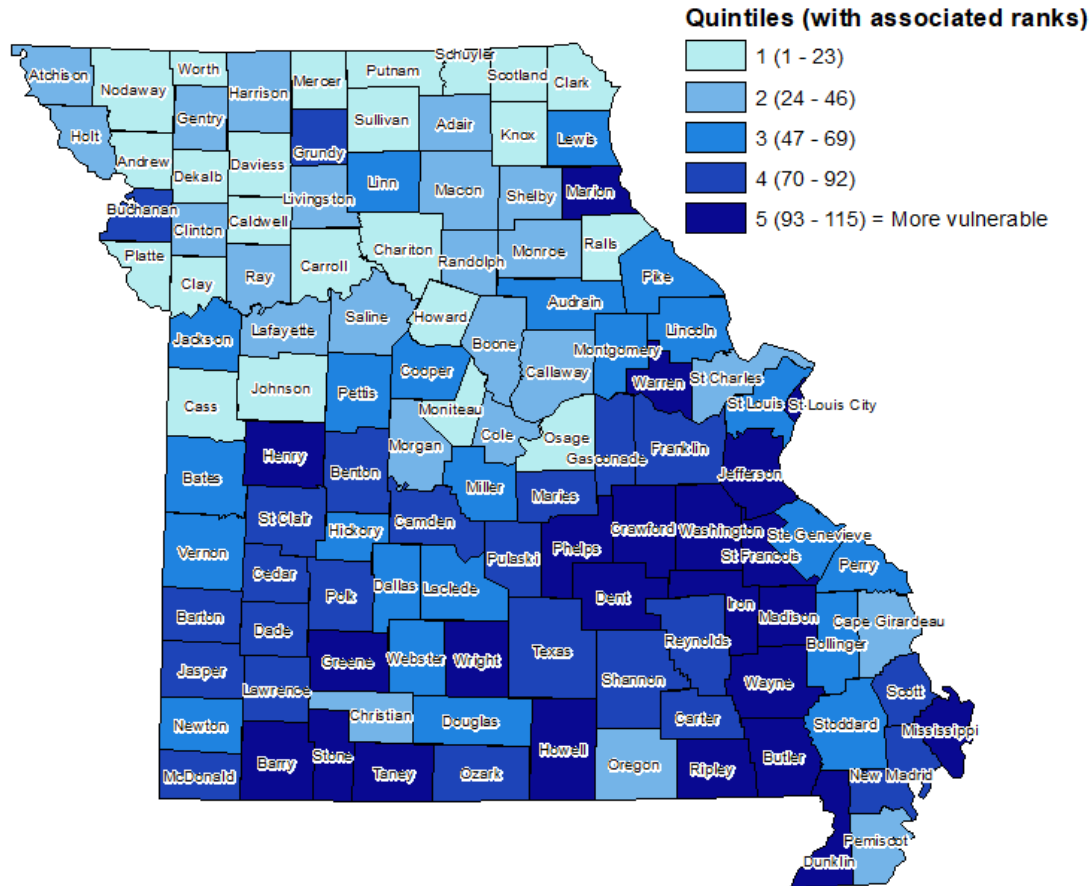 Quintiles (with associated ranks)
1 (1 - 23)
2 (24 - 46)
3 (47 - 69)
4 (70 - 92)
5 (93 - 115) = More vulnerable
Atchison
Nodaway
Worth
Harrison
Mercer
Putnam
Schuyler
Scotland
Clark
Holt
Gentry
Sullivan
Adair
Knox
Lewis
Andrew
Dekalb
Daviess
Grundy
Linn
Macon
Shelby
Marion
Buchanan
Clinton
Caldwell
Livingston
Chariton
Randolph
Monroe
Ralls
Platte
Clay
Ray
Carroll
Pike
Audrain
Howard
Jackson
Lafayette
Saline
Boone
Callaway
Montgomery
Lincoln
Cass
Johnson
Pettis
Cooper
Moniteau
Warren
St Charles
St Louis
St Louis City
Morgan
Cole
Osage
Gasconade
Franklin
Jefferson
Henry
Benton
Bates
Miller
Maries
St Clair
Camden
Hickory
Crawford
Washington
Ste Genevieve
St Francois
Vernon
Pulaski
Phelps
Perry
Cedar
Polk
Dallas
Laclede
Dent
Iron
Madison
Barton
Dade
Texas
Reynolds
Bollinger
Cape Girardeau
Jasper
Greene
Webster
Wright
Shannon
Wayne
Lawrence
Scott
Newton
Christian
Douglas
Carter
Stoddard
Mississippi
McDonald
Barry
Stone
Taney
Ozark
Howell
Oregon
Ripley
Butler
New Madrid
Pemiscot
Dunklin